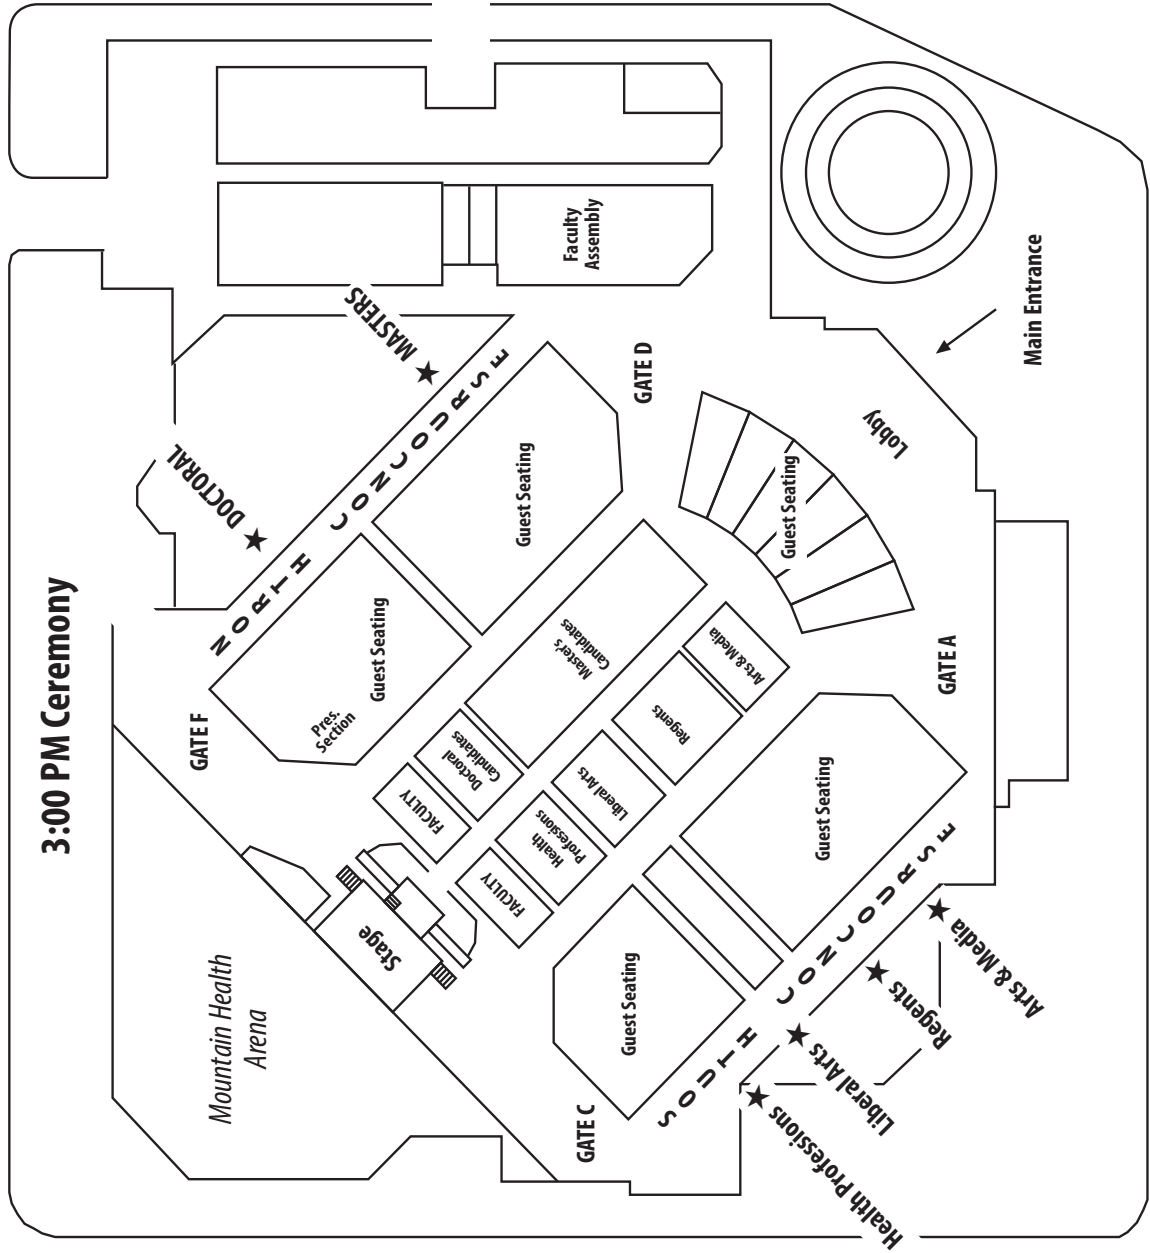 3:00 PM Ceremony
Mountain Health
Arena
GATE F
DOCTORAL
MASTERS
NORTH CONCOURSE
Pres.
Section
Guest Seating
Guest Seating
Faculty
Assembly
GATE D
Guest Seating
Lobby
Main Entrance
Stage
FACULTY
Doctoral
Candidates
Master's
Candidates
FACULTY
Health
Professions
Liberal Arts
Regents
Arts & Media
GATE C
Guest Seating
Guest Seating
GATE A
SOUTH CONCOURSE
Health Professions
Liberal Arts
Regents
Arts & Media